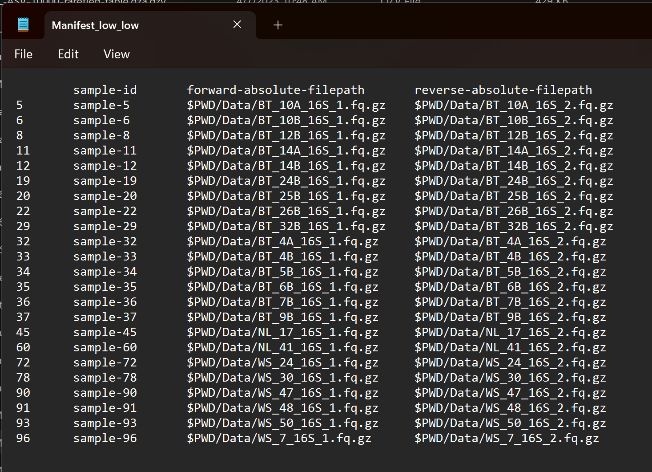 Manifest_low_low
File Edit View
sample-id forward-absolute-filepath reverse-absolute-filepath
5 sample-5 $PWD/Data/BT_10A_16S_1.fq.gz $PWD/Data/BT_10A_16S_2.fq.gz
6 sample-6 $PWD/Data/BT_10B_16S_1.fq.gz $PWD/Data/BT_10B_16S_2.fq.gz
8 sample-8 $PWD/Data/BT_12B_16S_1.fq.gz $PWD/Data/BT_12B_16S_2.fq.gz
11 sample-11 $PWD/Data/BT_14A_16S_1.fq.gz $PWD/Data/BT_14A_16S_2.fq.gz
12 sample-12 $PWD/Data/BT_14B_16S_1.fq.gz $PWD/Data/BT_14B_16S_2.fq.gz
19 sample-19 $PWD/Data/BT_24B_16S_1.fq.gz $PWD/Data/BT_24B_16S_2.fq.gz
20 sample-20 $PWD/Data/BT_25B_16S_1.fq.gz $PWD/Data/BT_25B_16S_2.fq.gz
22 sample-22 $PWD/Data/BT_26B_16S_1.fq.gz $PWD/Data/BT_26B_16S_2.fq.gz
29 sample-29 $PWD/Data/BT_32B_16S_1.fq.gz $PWD/Data/BT_32B_16S_2.fq.gz
32 sample-32 $PWD/Data/BT_4A_16S_1.fq.gz $PWD/Data/BT_4A_16S_2.fq.gz
33 sample-33 $PWD/Data/BT_4B_16S_1.fq.gz $PWD/Data/BT_4B_16S_2.fq.gz
34 sample-34 $PWD/Data/BT_5B_16S_1.fq.gz $PWD/Data/BT_5B_16S_2.fq.gz
35 sample-35 $PWD/Data/BT_6B_16S_1.fq.gz $PWD/Data/BT_6B_16S_2.fq.gz
36 sample-36 $PWD/Data/BT_7B_16S_1.fq.gz $PWD/Data/BT_7B_16S_2.fq.gz
37 sample-37 $PWD/Data/BT_9B_16S_1.fq.gz $PWD/Data/BT_9B_16S_2.fq.gz
45 sample-45 $PWD/Data/NL_17_16S_1.fq.gz $PWD/Data/NL_17_16S_2.fq.gz
60 sample-60 $PWD/Data/NL_41_16S_1.fq.gz $PWD/Data/NL_41_16S_2.fq.gz
72 sample-72 $PWD/Data/WS_24_16S_1.fq.gz $PWD/Data/WS_24_16S_2.fq.gz
78 sample-78 $PWD/Data/WS_30_16S_1.fq.gz $PWD/Data/WS_30_16S_2.fq.gz
90 sample-90 $PWD/Data/WS_47_16S_1.fq.gz $PWD/Data/WS_47_16S_2.fq.gz
91 sample-91 $PWD/Data/WS_48_16S_1.fq.gz $PWD/Data/WS_48_16S_2.fq.gz
93 sample-93 $PWD/Data/WS_50_16S_1.fq.gz $PWD/Data/WS_50_16S_2.fq.gz
96 sample-96 $PWD/Data/WS_7_16S_1.fq.gz $PWD/Data/WS_7_16S_2.fq.gz